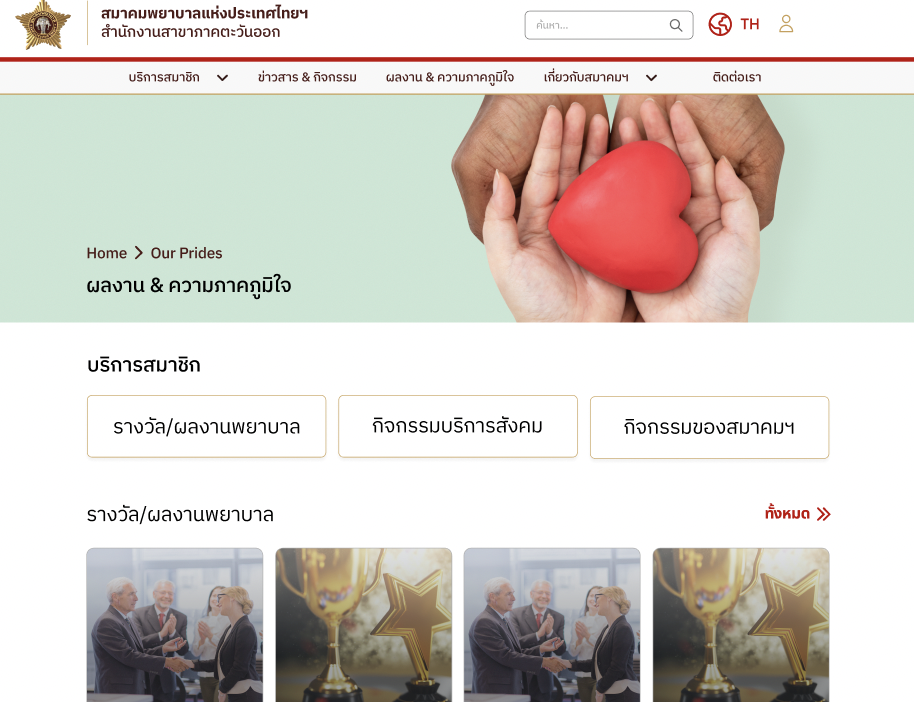 สมาคมพยาบาลแห่งประเทศไทยฯ
สำนักงานสาขาภาคตะวันออก
ค้นหา...
TH
บริการสมาชิก
ข่าวสาร & กิจกรรม
ผลงาน & ความภาคภูมิใจ
เกี่ยวกับสมาคมฯ
ติดต่อเรา
Home > Our Prides
ผลงาน & ความภาคภูมิใจ
บริการสมาชิก
รางวัล/ผลงานพยาบาล
กิจกรรมบริการสังคม
กิจกรรมของสมาคมฯ
รางวัล/ผลงานพยาบาล
ทั้งหมด